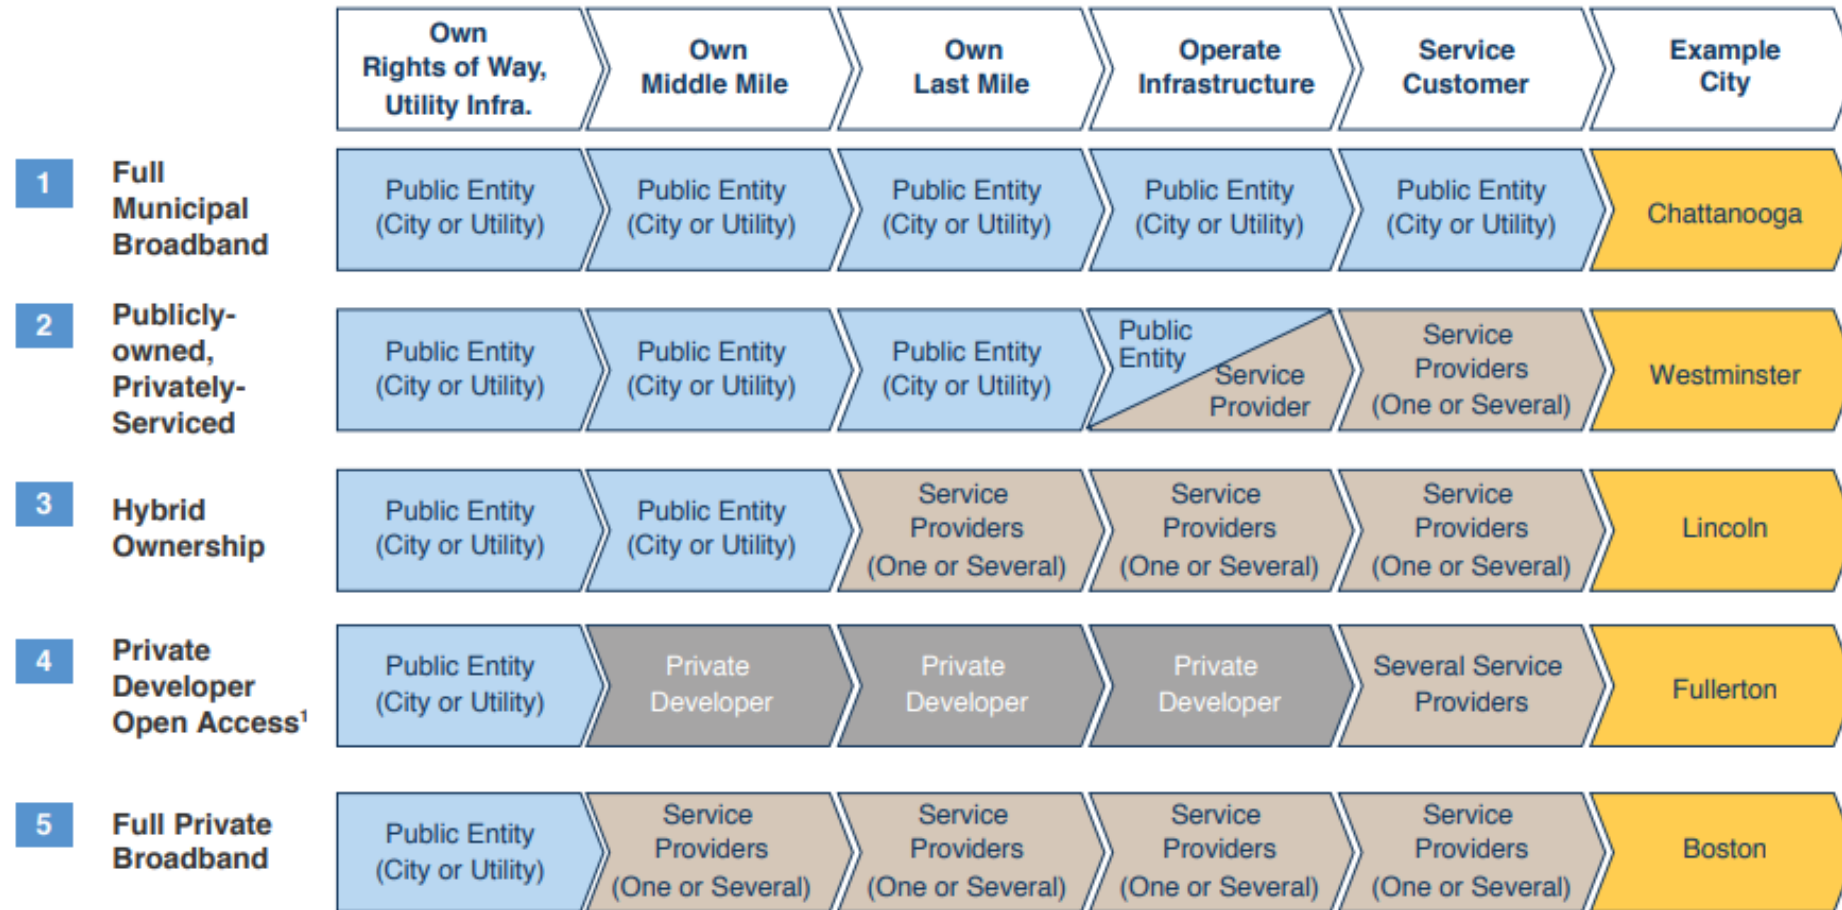 Own
Rights of Way,
Utility Infra.
Own
Middle Mile
Own
Last Mile
Operate
Infrastructure
Service
Customer
Example
City
1
Full
Municipal
Broadband
Public Entity
(City or Utility)
Public Entity
(City or Utility)
Public Entity
(City or Utility)
Public Entity
(City or Utility)
Public Entity
(City or Utility)
Chattanooga
2
Publicly-
owned,
Privately-
Serviced
Public Entity
(City or Utility)
Public Entity
(City or Utility)
Public Entity
(City or Utility)
Public
Entity
Service
Provider
Service
Providers
(One or Several)
Westminster
3
Hybrid
Ownership
Public Entity
(City or Utility)
Public Entity
(City or Utility)
Service
Providers
(One or Several)
Service
Providers
(One or Several)
Service
Providers
(One or Several)
Lincoln
4
Private
Developer
Open Access¹
Public Entity
(City or Utility)
Private
Developer
Private
Developer
Private
Developer
Several Service
Providers
Fullerton
5
Full Private
Broadband
Public Entity
(City or Utility)
Service
Providers
(One or Several)
Service
Providers
(One or Several)
Service
Providers
(One or Several)
Service
Providers
(One or Several)
Boston